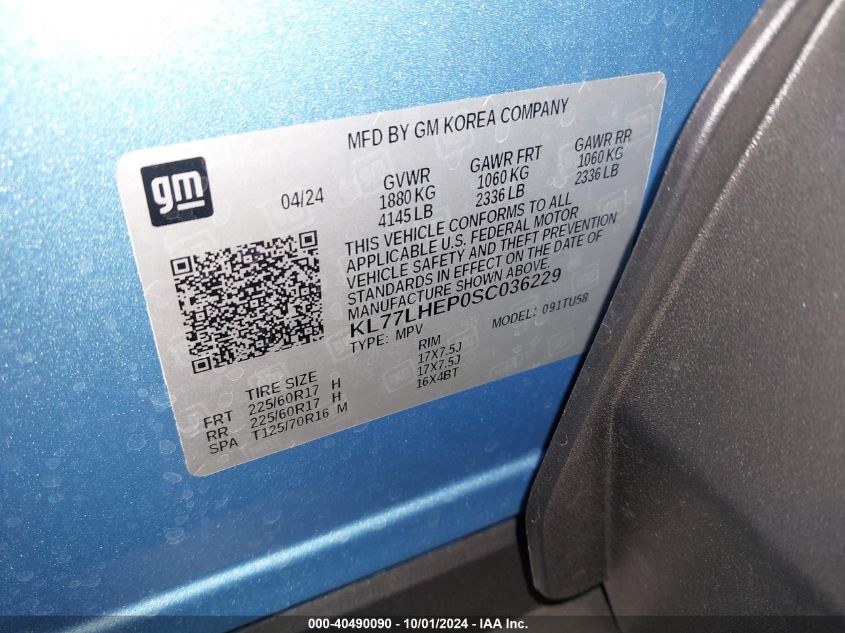 MFD BY GM KOREA COMPANY
gm
04/24
GVWR
1880 KG
4145 LB
GAWR FRT
1060 KG
2336 LB
GAWR RR
1060 KG
2336 LB
THIS VEHICLE CONFORMS TO ALL
APPLICABLE U.S. FEDERAL MOTOR
VEHICLE SAFETY AND THEFT PREVENTION
STANDARDS IN EFFECT ON THE DATE OF
MANUFACTURE SHOWN ABOVE.
KL77LHEP0SC036229
TYPE: MPV
MODEL: 091TU58
TIRE SIZE
RIM
FRT 225/60R17 H 17X7.5J
RR 225/60R17 H 17X7.5J
SPA T125/70R16 M 16X4BT
000-40490090 - 10/01/2024 - IAA Inc.